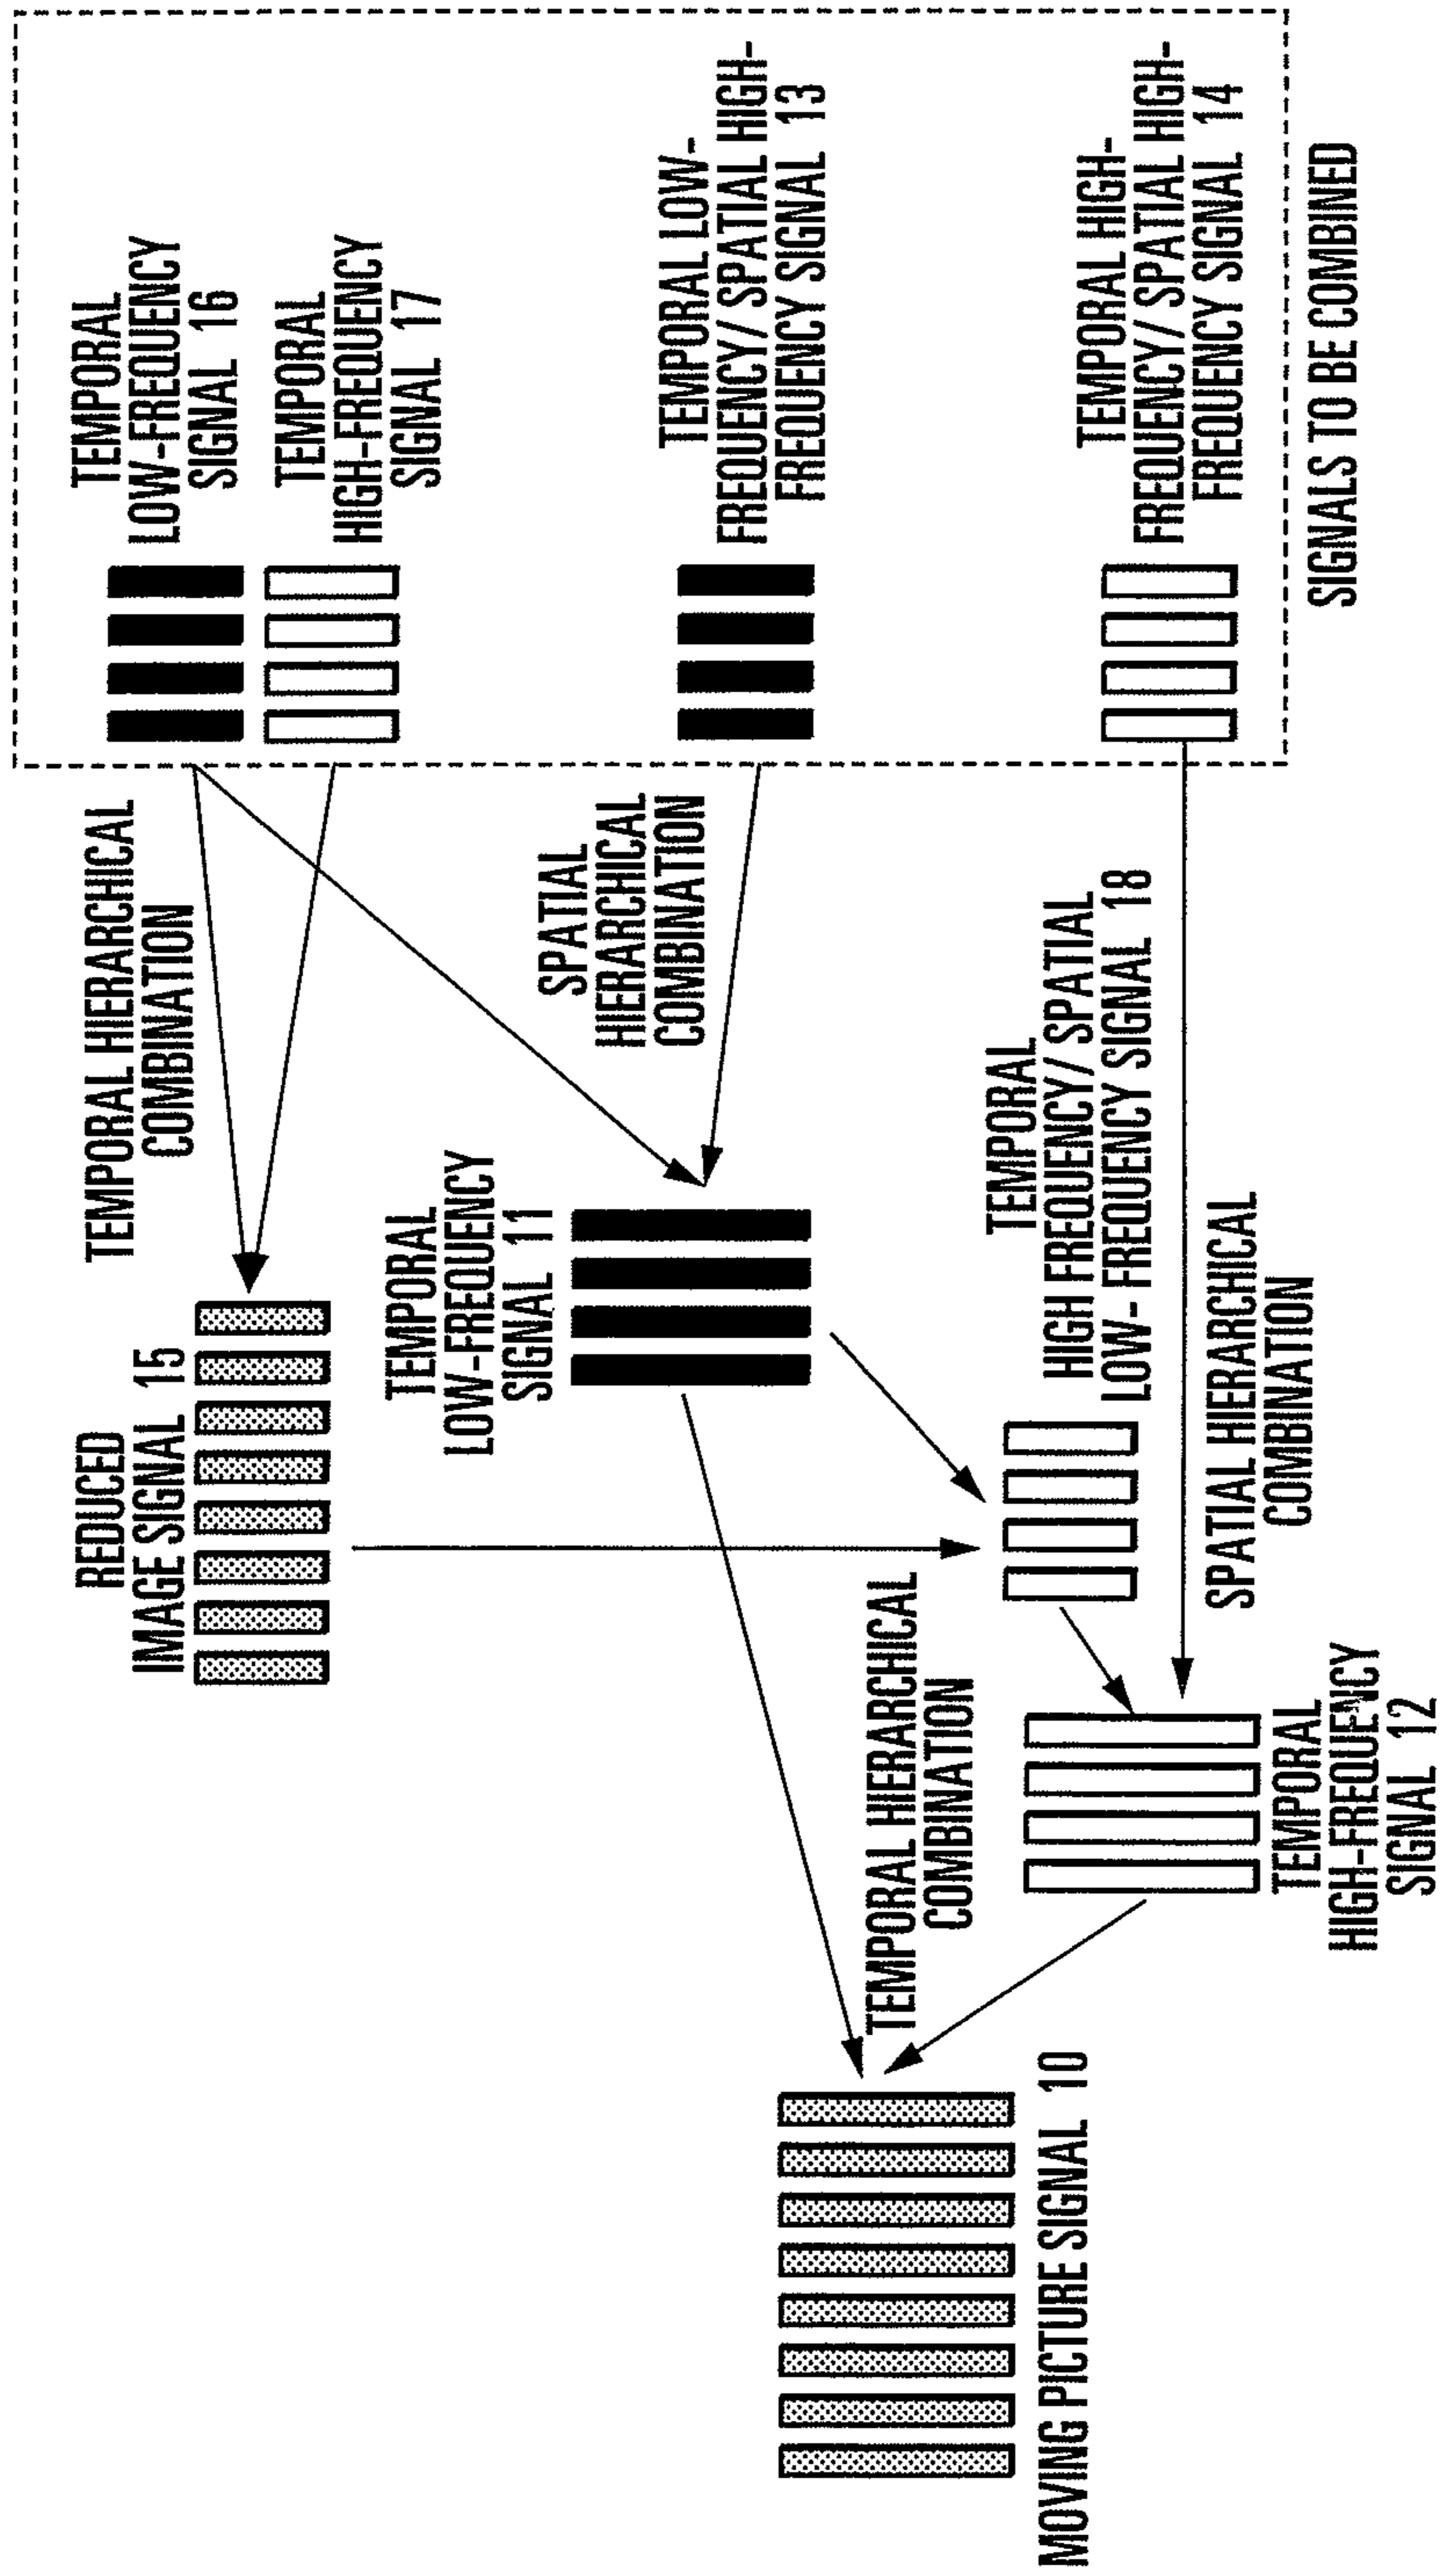 TEMPORAL
LOW-FREQUENCY
SIGNAL 16
TEMPORAL
HIGH-FREQUENCY
SIGNAL 17
TEMPORAL LOW-
FREQUENCY/ SPATIAL HIGH-
FREQUENCY SIGNAL 13
TEMPORAL HIGH-
FREQUENCY/ SPATIAL HIGH-
FREQUENCY SIGNAL 14
SIGNALS TO BE COMBINED
TEMPORAL HIERARCHICAL
COMBINATION
SPATIAL
HIERARCHICAL
COMBINATION
REDUCED
IMAGE SIGNAL 15
TEMPORAL
LOW-FREQUENCY
SIGNAL 11
TEMPORAL
HIGH FREQUENCY/ SPATIAL
LOW- FREQUENCY SIGNAL 18
SPATIAL HIERARCHICAL
COMBINATION
TEMPORAL HIERARCHICAL
COMBINATION
TEMPORAL
HIGH-FREQUENCY
SIGNAL 12
MOVING PICTURE SIGNAL 10